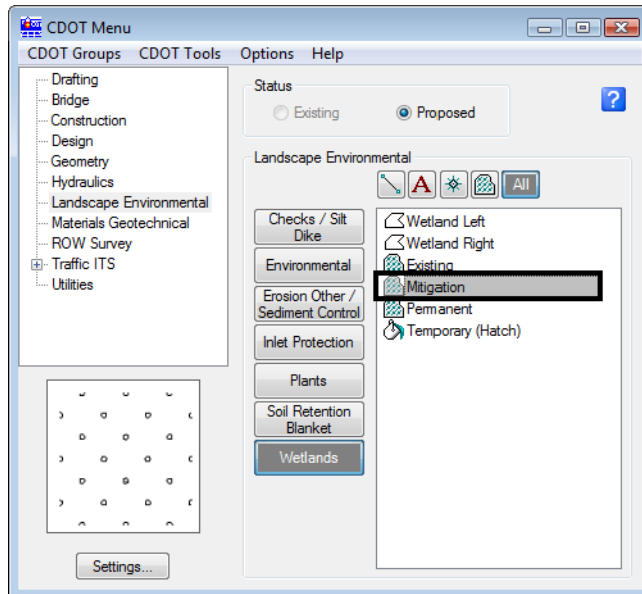 CDOT Menu
CDOT Groups CDOT Tools Options Help
Drafting
Bridge
Construction
Design
Geometry
Hydraulics
Landscape Environmental
Materials Geotechnical
ROW Survey
Traffic ITS
Utilities
Settings...
Status
Existing Proposed
?
Landscape Environmental
A All
Checks / Silt
Dike
Environmental
Erosion Other /
Sediment Control
Inlet Protection
Plants
Soil Retention
Blanket
Wetlands
Wetland Left
Wetland Right
Existing
Mitigation
Permanent
Temporary (Hatch)